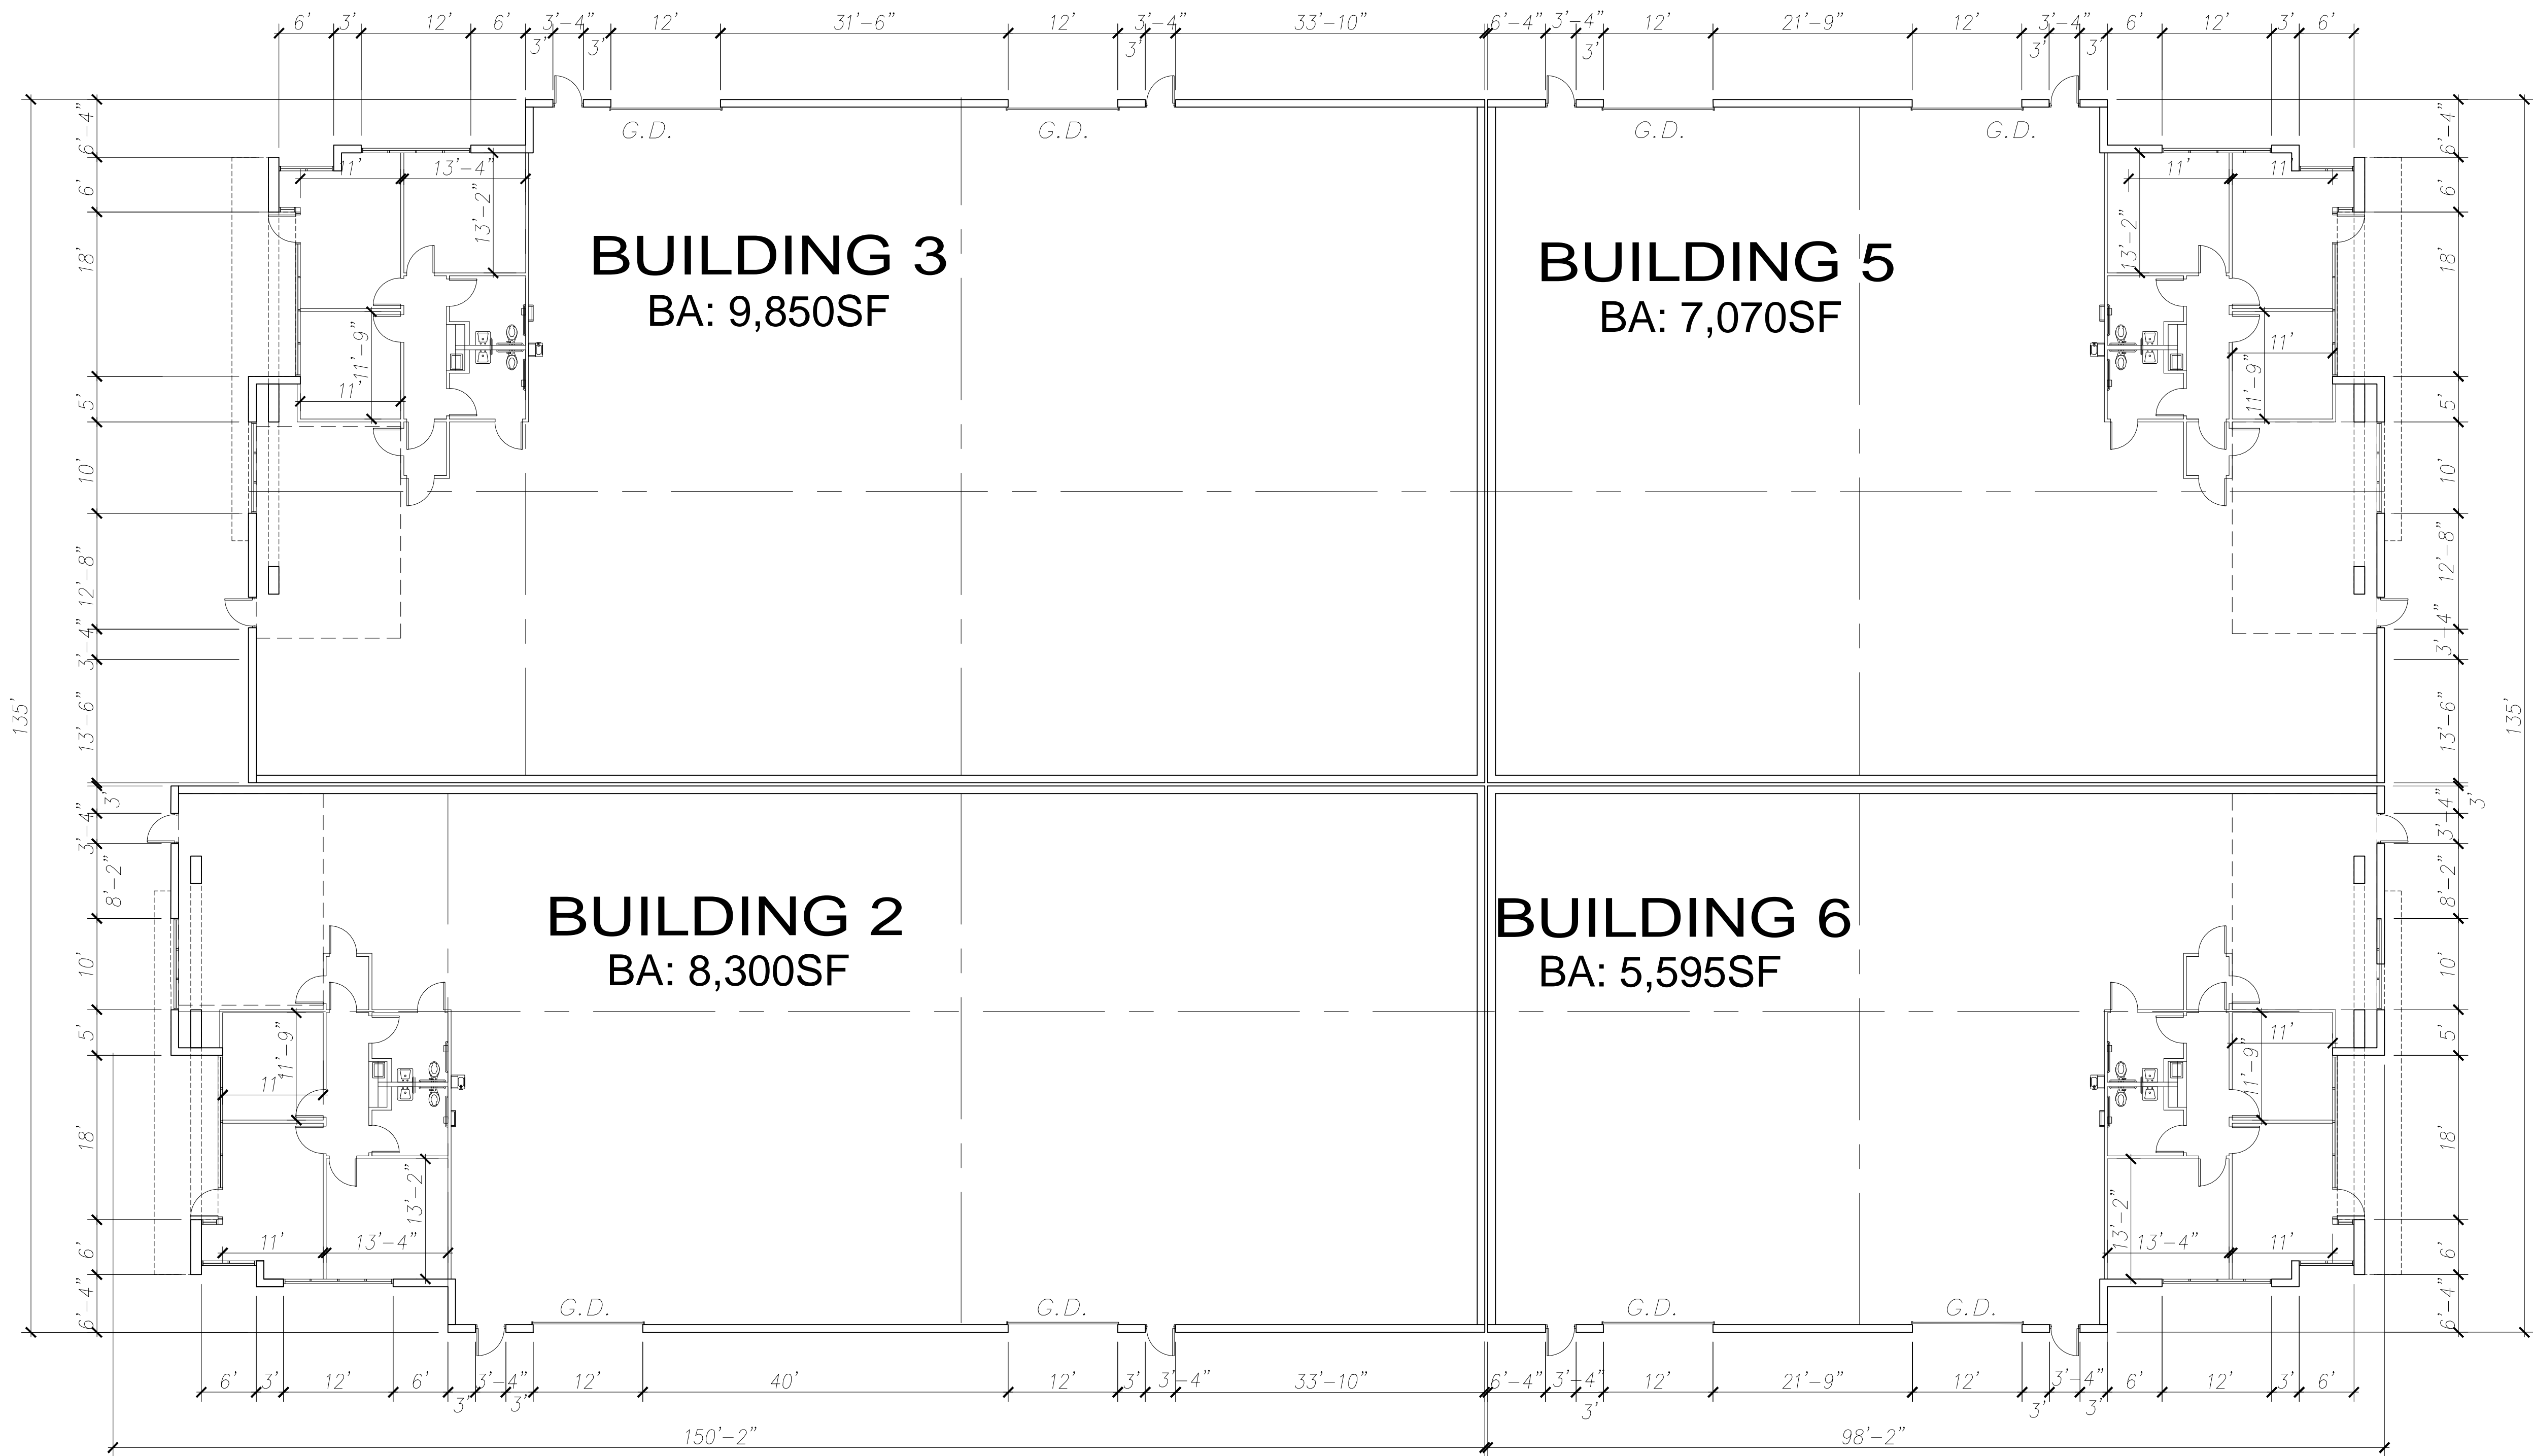 6' 3' 12' 6' 3'-4" 12' 31'-6" 12' 3'-4" 33'-10" 6'-4" 3'-4" 12' 21'-9" 12' 3'-4" 6' 12' 3' 6'
3' 3' 3' 3' 3' 3'
G.D. G.D. G.D. G.D.
6'-4" 6'-4"
11' 13'-4" 11' 11'
6' 13'-2" 13'-2" 6'
BUILDING 3
BA: 9,850SF
BUILDING 5
BA: 7,070SF
18' 18'
11'-9" 11' 11' 11'-9"
5' 5'
10' 10'
12'-8" 12'-8"
3'-4" 3'-4"
135' 13'-6" 13'-6" 135'
3' 3'
3'-4" 3'-4"
8'-2" 8'-2"
BUILDING 2
BA: 8,300SF
BUILDING 6
BA: 5,595SF
10' 10'
5' 11'-9" 11' 11' 11'-9" 5'
18' 18'
13'-2" 13'-2"
11' 13'-4" 13'-4" 11'
6' 6'
6'-4" 6'-4"
G.D. G.D. G.D. G.D.
6' 3' 12' 6' 3'-4" 12' 40' 12' 3' 3'-4" 33'-10" 6'-4" 3'-4" 12' 21'-9" 12' 3'-4" 6' 12' 3' 6'
3' 3' 3' 3' 3'
150'-2" 98'-2"